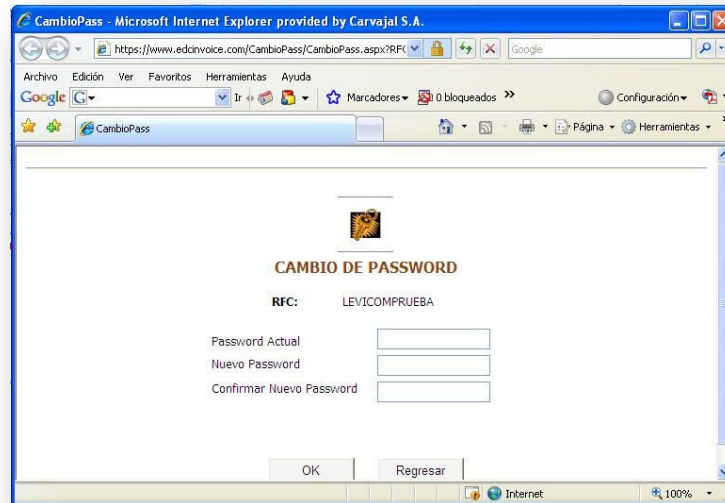 CambioPass - Microsoft Internet Explorer provided by Carvajal S.A.
https://www.edcinvoice.com/CambioPass/CambioPass.aspx?RF(
Google
Archivo Edición Ver Favoritos Herramientas Ayuda
Google G Ir Marcadores 0 bloqueados » Configuración
CambioPass Página Herramientas
CAMBIO DE PASSWORD
RFC: LEVICOMPRUEBA
Password Actual
Nuevo Password
Confirmar Nuevo Password
OK Regresar
Internet 100%